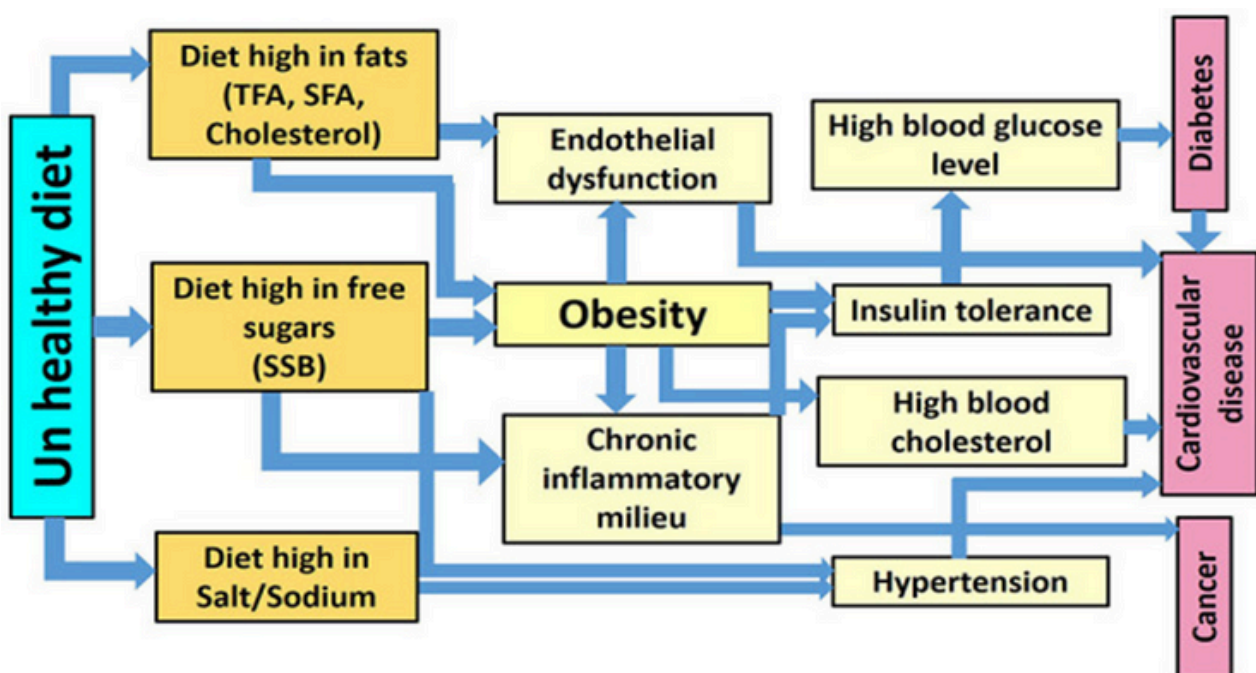 Un healthy diet
Diet high in fats
(TFA, SFA,
Cholesterol)
Diet high in free
sugars
(SSB)
Diet high in
Salt/Sodium
Endothelial
dysfunction
Obesity
Chronic
inflammatory
milieu
High blood glucose
level
Insulin tolerance
High blood
cholesterol
Hypertension
Diabetes
Cardiovascular
disease
Cancer